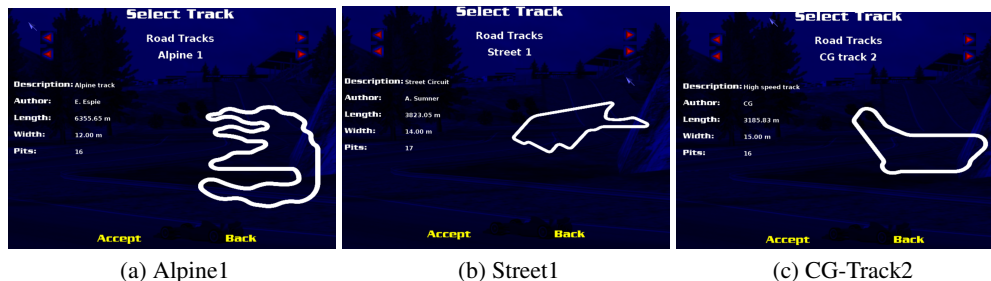 Select Track
Road Tracks
Alpine 1
Description: Alpine track
Author: E. Espie
Length: 6355.65 m
Width: 12.00 m
Pits: 16
Accept Back
(a) Alpine1
Select Track
Road Tracks
Street 1
Description: Street Circuit
Author: A. Sumner
Length: 3823.05 m
Width: 14.00 m
Pits: 17
Accept Back
(b) Street1
Select Track
Road Tracks
CG track 2
Description: High speed track
Author: CG
Length: 3185.83 m
Width: 15.00 m
Pits: 16
Accept Back
(c) CG-Track2